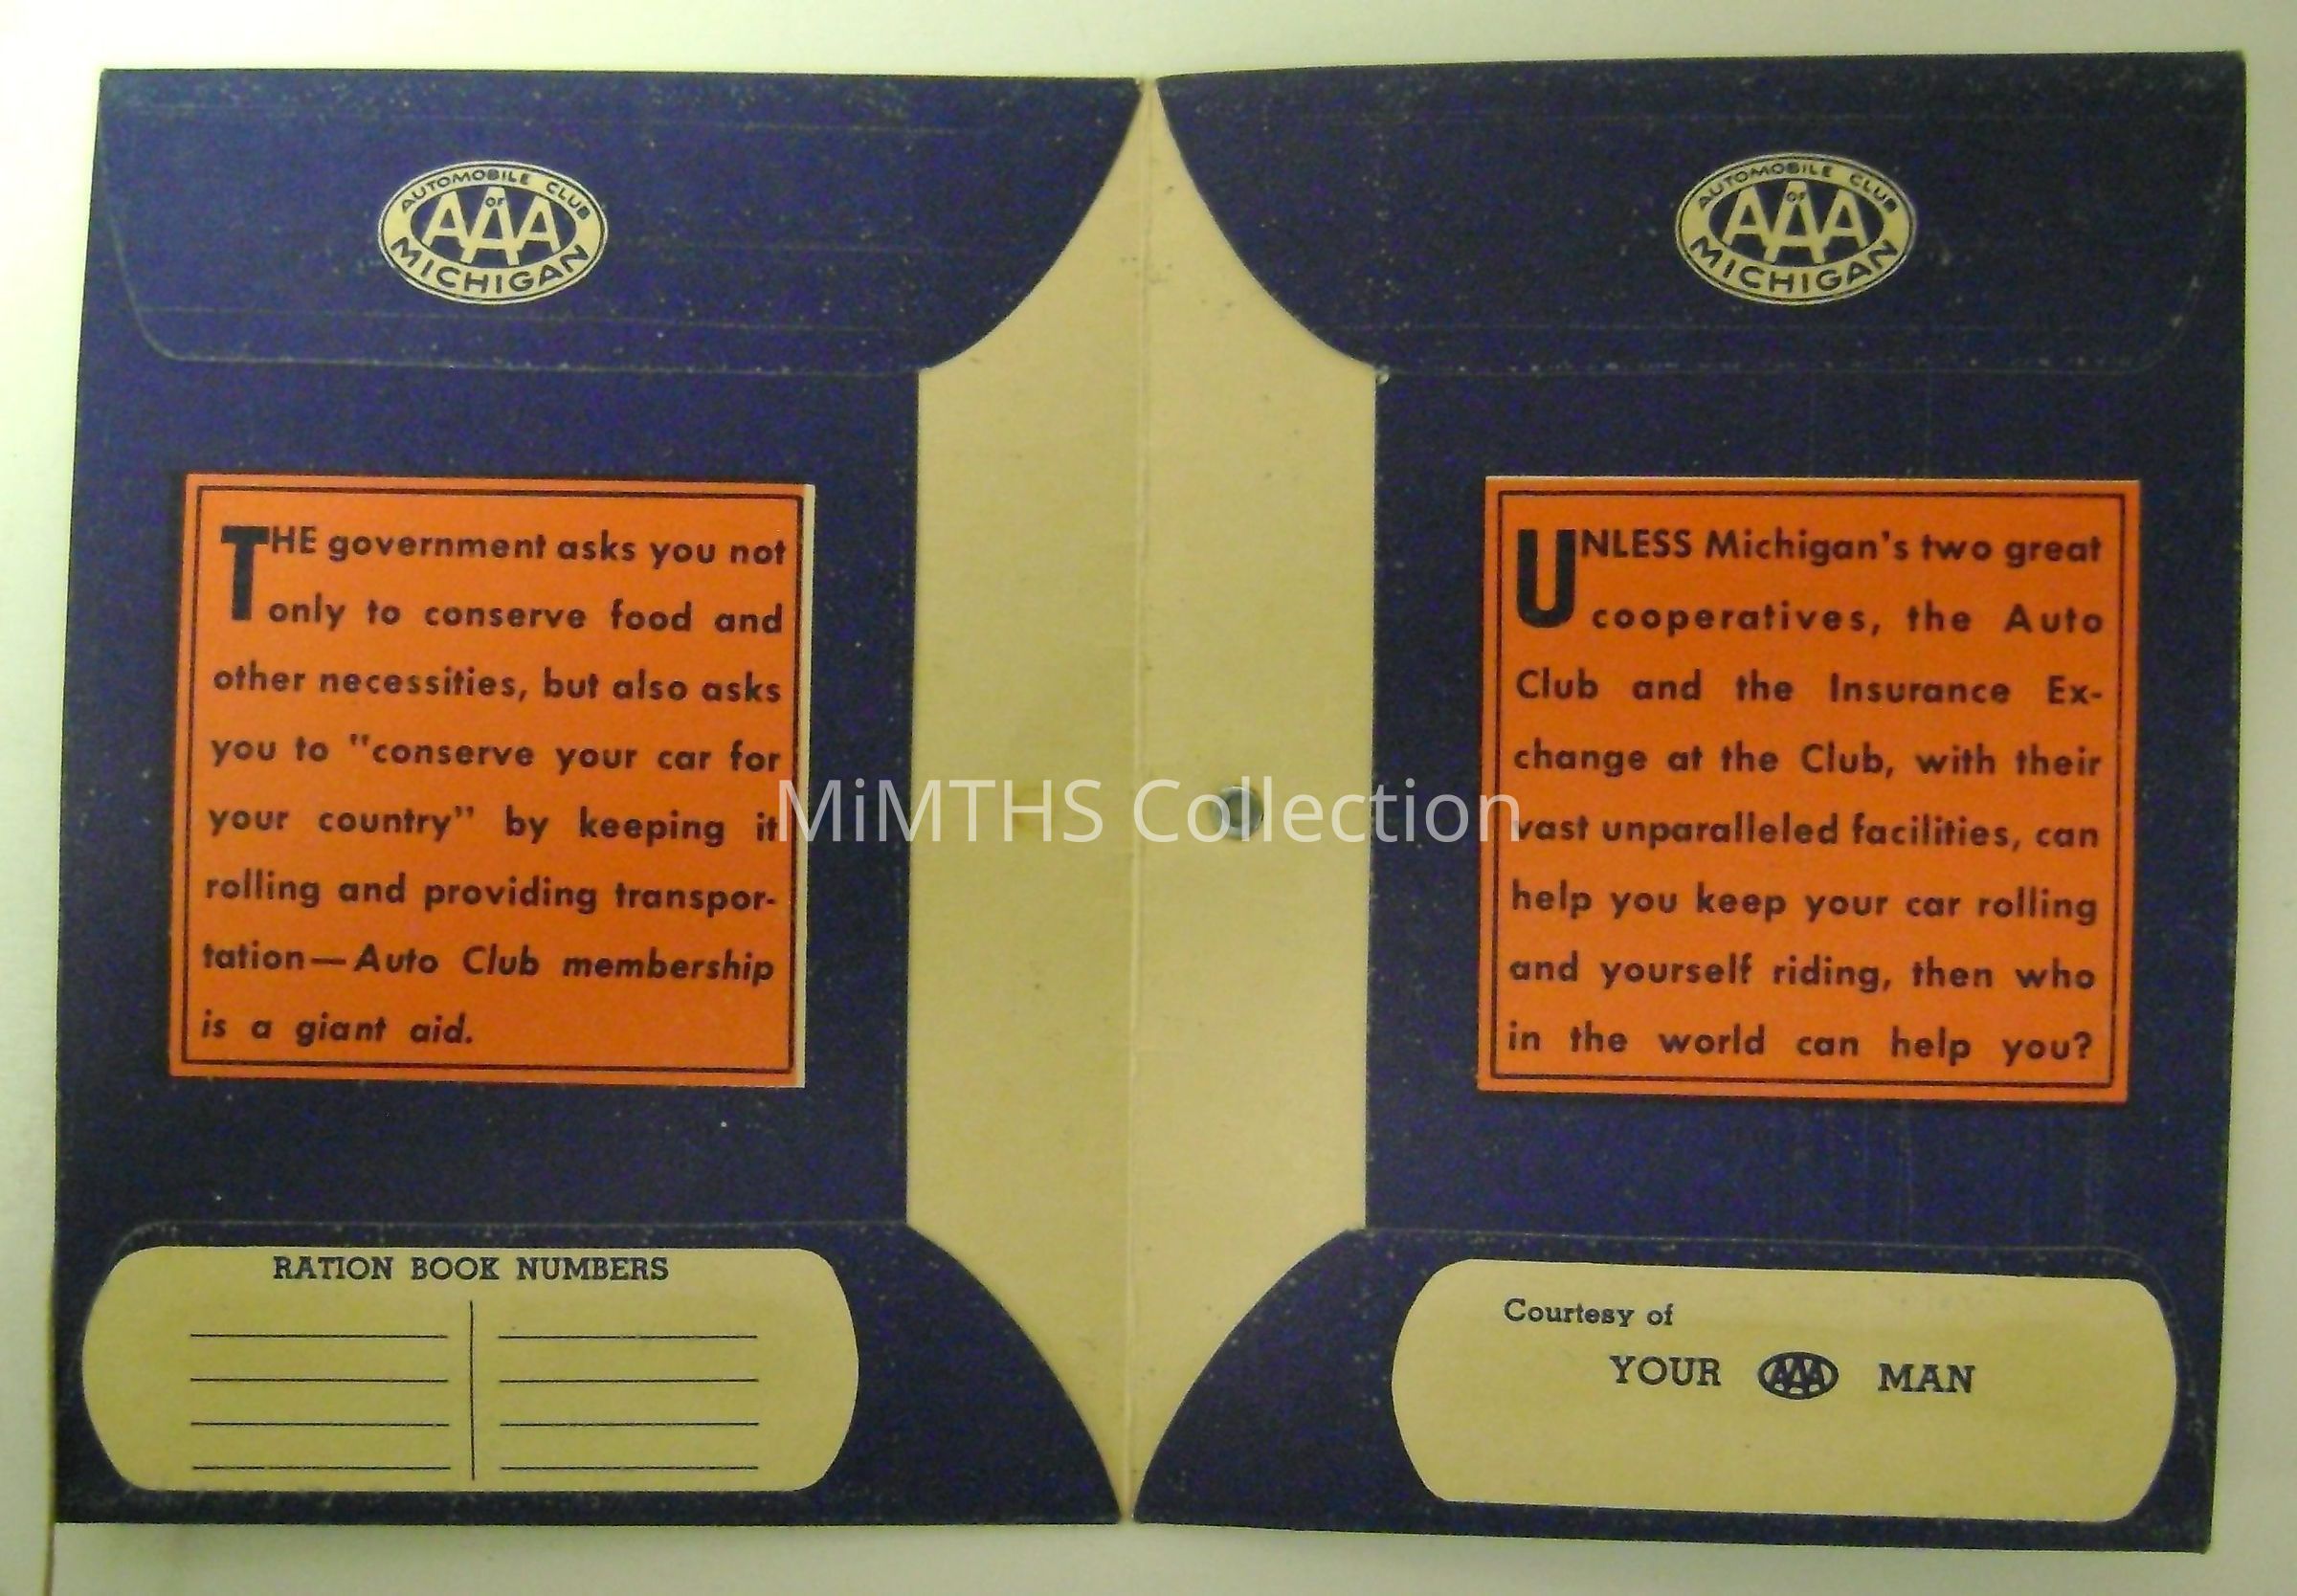 AUTOMOBILE CLUB
OF
AAA
MICHIGAN
THE government asks you not
only to conserve food and
other necessities, but also asks
you to "conserve your car for
your country" by keeping it
rolling and providing transpor-
tation—Auto Club membership
is a giant aid.
RATION BOOK NUMBERS
AUTOMOBILE CLUB
OF
AAA
MICHIGAN
UNLESS Michigan's two great
cooperatives, the Auto
Club and the Insurance Ex-
change at the Club, with their
vast unparalleled facilities, can
help you keep your car rolling
and yourself riding, then who
in the world can help you?
Courtesy of
YOUR AAA MAN
MiMTHS Collection